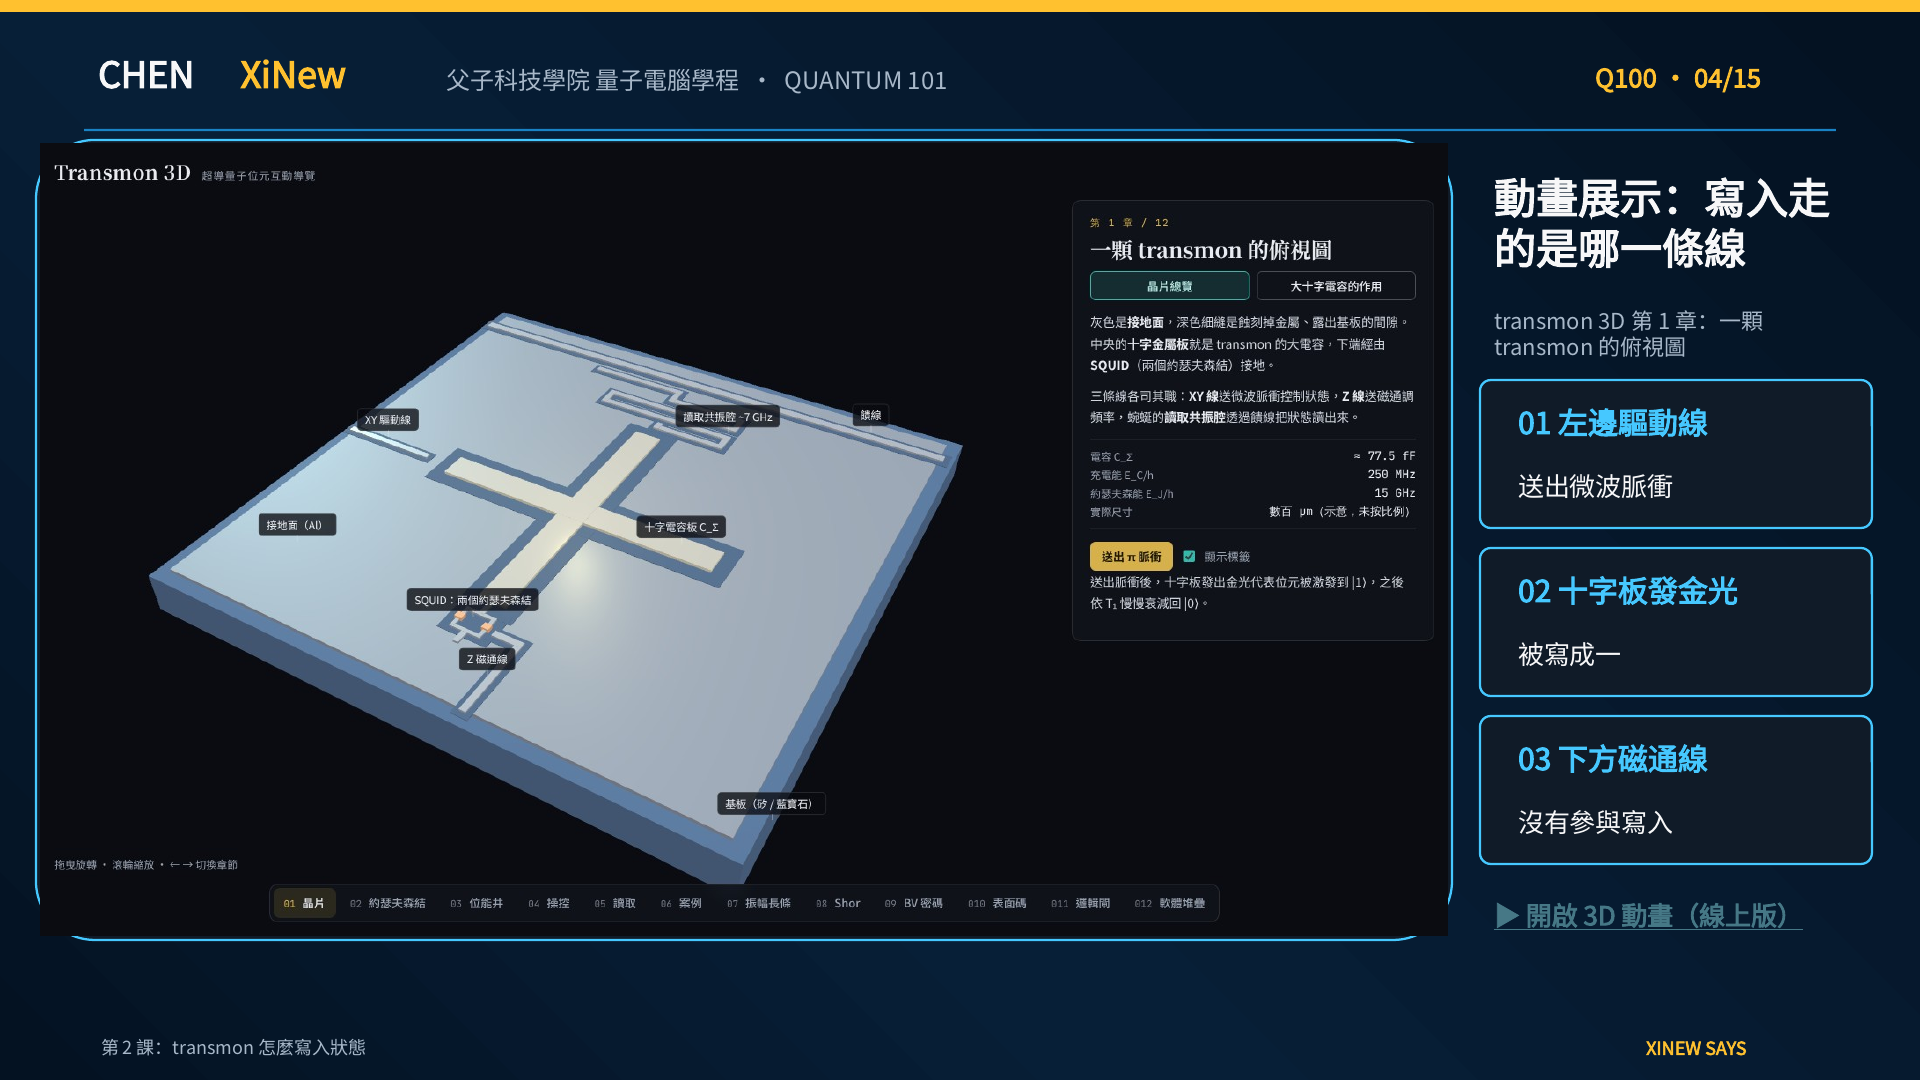 CHEN XiNew 父子科技學院 量子電腦學程 • QUANTUM 101
Q100 • 04/15
Transmon 3D 超導量子位元互動導覽
XY 驅動線
讀取共振腔 ~7 GHz
饋線
接地面（Al）
十字電容板 C_Σ
SQUID：兩個約瑟夫森結
Z 磁通線
基板（矽 / 藍寶石）
拖曳旋轉 • 滾輪縮放 • ←→ 切換章節
第 1 章 / 12
一顆 transmon 的俯視圖
晶片總覽
大十字電容的作用
灰色是接地面，深色細縫是蝕刻掉金屬、露出基板的間隙。
中央的十字金屬板就是 transmon 的大電容，下端經由
SQUID（兩個約瑟夫森結）接地。
三條線各司其職：XY 線送微波脈衝控制狀態，Z 線送磁通調
頻率，蜿蜒的讀取共振腔透過饋線把狀態讀出來。
電容 C_Σ ≈ 77.5 fF
充電能 E_C/h 250 MHz
約瑟夫森能 E_J/h 15 GHz
實際尺寸 數百 μm (示意，未按比例)
送出 π 脈衝 顯示標籤
送出脈衝後，十字板發出金光代表位元被激發到 |1⟩，之後
依 T₁ 慢慢衰減回 |0⟩。
01 晶片 02 約瑟夫森結 03 位能井 04 操控 05 讀取 06 案例 07 振幅長條 08 Shor 09 BV 密碼 010 表面碼 011 邏輯閘 012 軟體堆疊
動畫展示：寫入走
的是哪一條線
transmon 3D 第 1 章：一顆
transmon 的俯視圖
01 左邊驅動線
送出微波脈衝
02 十字板發金光
被寫成一
03 下方磁通線
沒有參與寫入
▶ 開啟 3D 動畫（線上版）
第 2 課：transmon 怎麼寫入狀態
XINEW SAYS